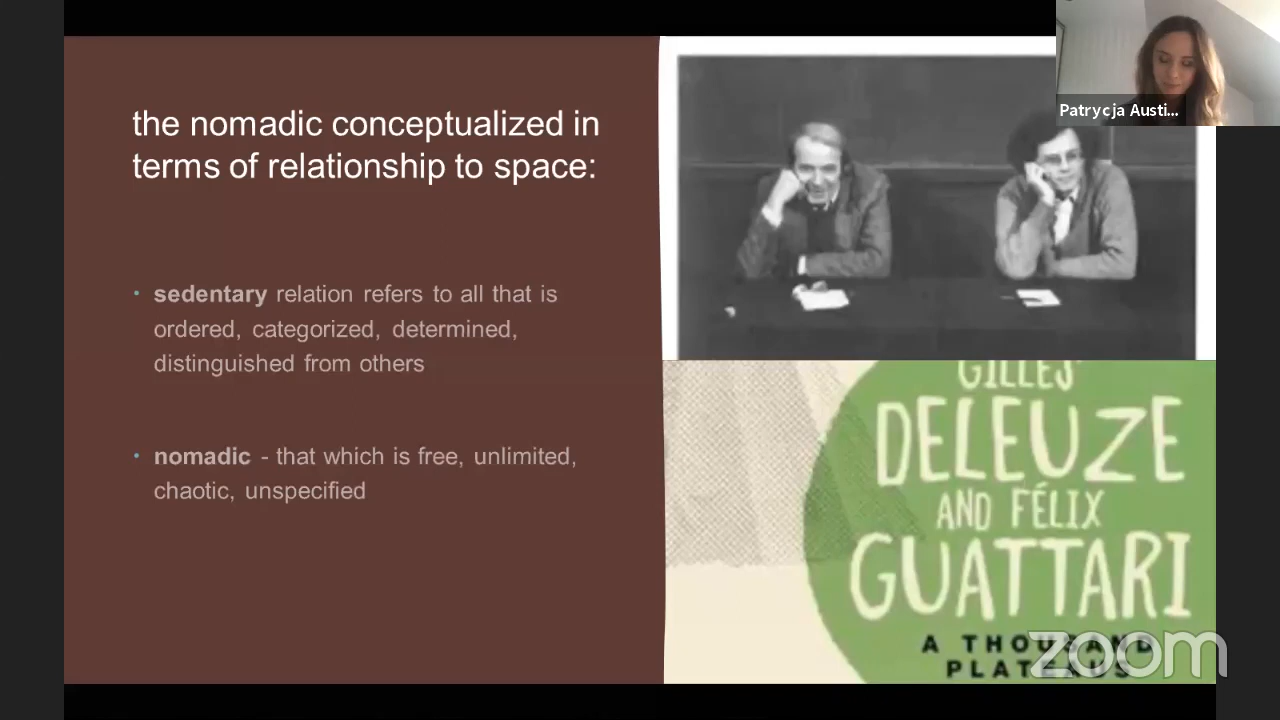 the nomadic conceptualized in
terms of relationship to space:
• sedentary relation refers to all that is
ordered, categorized, determined,
distinguished from others
• nomadic - that which is free, unlimited,
chaotic, unspecified
Patrycja Austi...
GILLES
DELEUZE
AND FÉLIX
GUATTARI
A THOUSAND
PLATEAUS
zoom